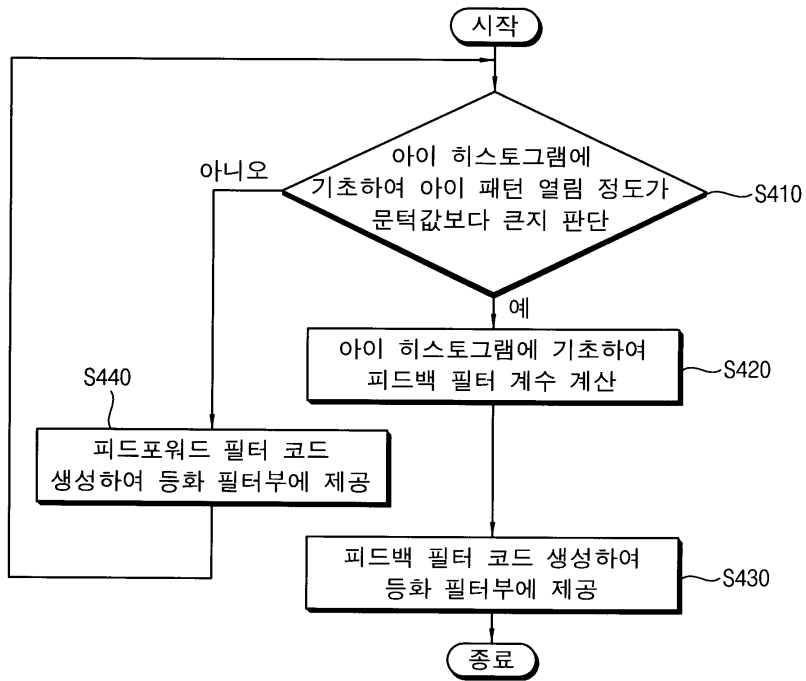 시작
아이 히스토그램에
기초하여 아이 패턴 열림 정도가
문턱값보다 큰지 판단
S410
아니오
예
아이 히스토그램에 기초하여
피드백 필터 계수 계산
S420
S440
피드포워드 필터 코드
생성하여 등화 필터부에 제공
피드백 필터 코드 생성하여
등화 필터부에 제공
S430
종료